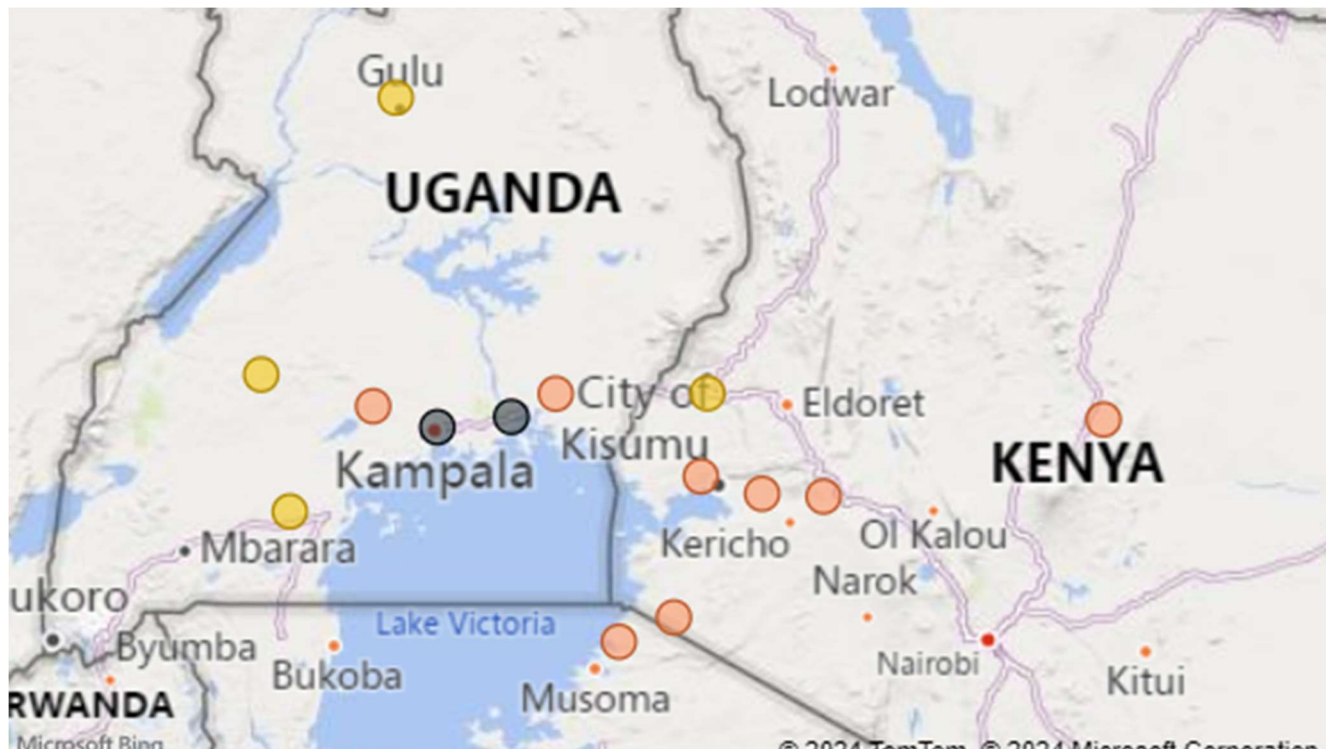 Gulu
Lodwar
UGANDA
City of
Kisumu
Eldoret
KENYA
Kampala
Kericho
Ol Kalou
Mbarara
Narok
ukoro
Lake Victoria
Byumba
Bukoba
Nairobi
Kitui
Musoma
RWANDA
Microsoft Bing
© 2024 TomTom, © 2024 Microsoft Corporation